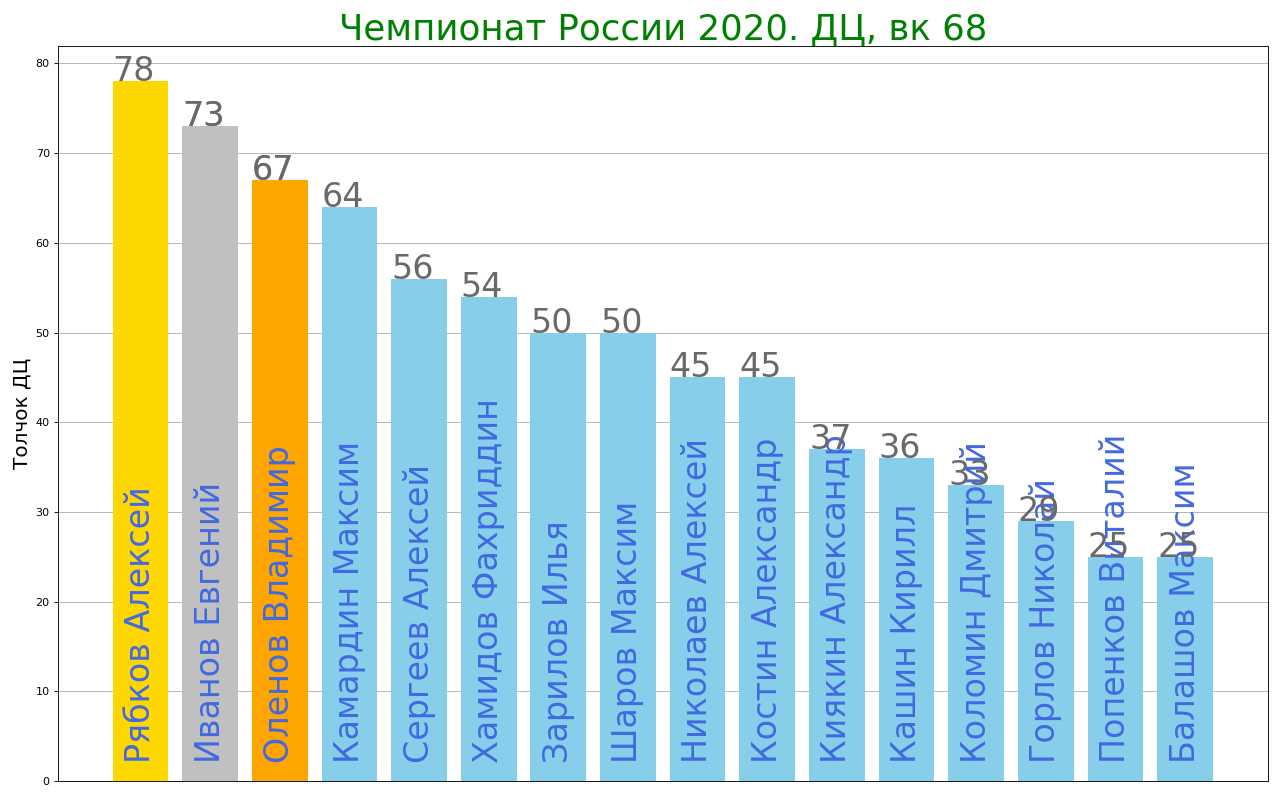 Чемпионат России 2020. ДЦ, вк 68
Толчок ДЦ
80
70
60
50
40
30
20
10
0
78
73
67
64
56
54
50
50
45
45
37
36
33
29
25
25
Рябков Алексей
Иванов Евгений
Оленов Владимир
Камардин Максим
Сергеев Алексей
Хамидов Фахриддин
Зарилов Илья
Шаров Максим
Николаев Алексей
Костин Александр
Киякин Александр
Кашин Кирилл
Коломин Дмитрий
Горлов Николай
Попенков Виталий
Балашов Максим